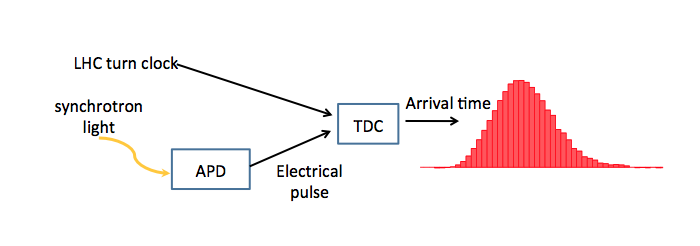 LHC turn clock
synchrotron
light
APD
Electrical
pulse
TDC
Arrival time